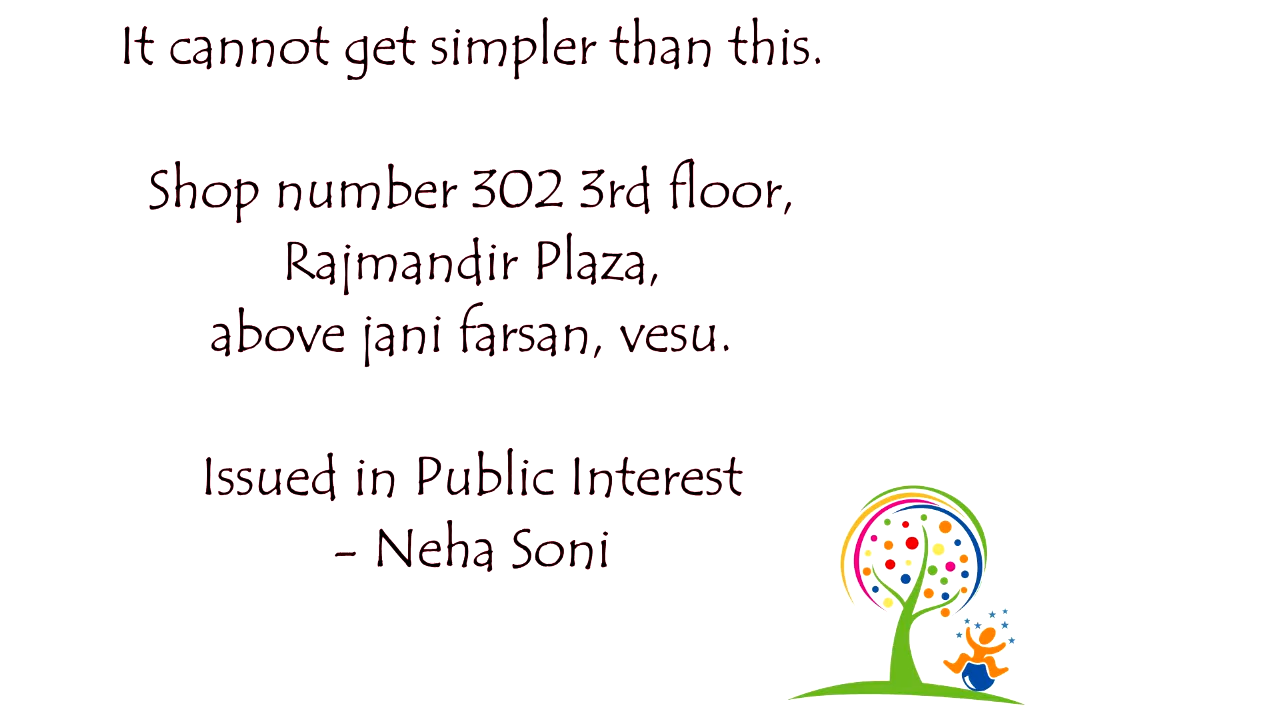 It cannot get simpler than this.
Shop number 302 3rd floor,
Rajmandir Plaza,
above jani farsan, vesu.
Issued in Public Interest
- Neha Soni